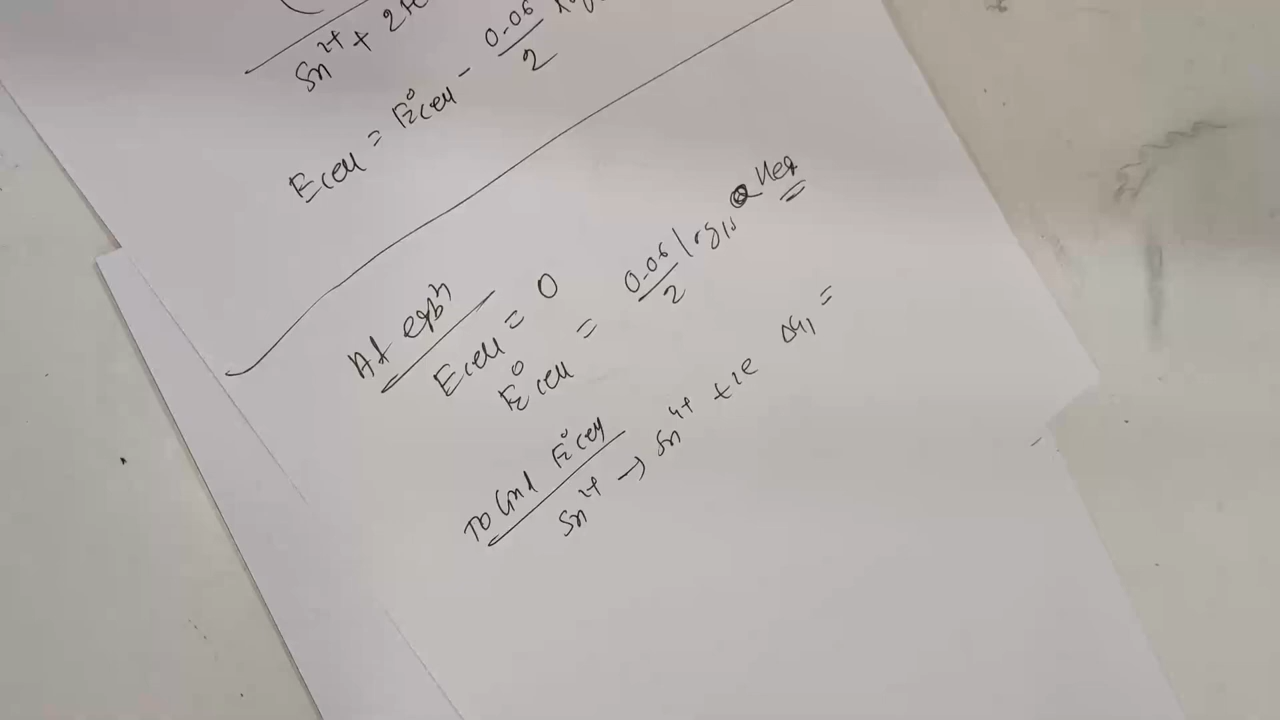 Sn²⁺ + 2
Ecell = E°cell - 0.06/2
At eqbᵐ
Ecell = 0
E°cell = 0.06/2 log₁₀ Keq
To find E°cell
Sn²⁺ → Sn⁴⁺ + 2e ΔG₁ =